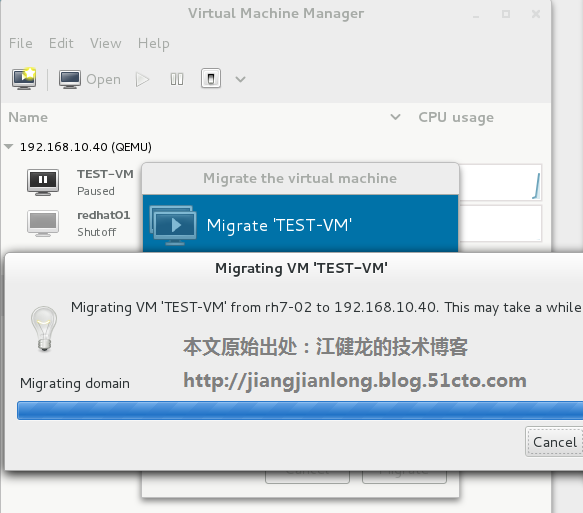 Virtual Machine Manager
File Edit View Help
Open
Name CPU usage
192.168.10.40 (QEMU)
TEST-VM
Paused
redhat01
Shutoff
Migrate the virtual machine
Migrate 'TEST-VM'
Migrating VM 'TEST-VM'
Migrating VM 'TEST-VM' from rh7-02 to 192.168.10.40. This may take a while
本文原始出处：江健龙的技术博客
http://jiangjianlong.blog.51cto.com
Migrating domain
Cancel